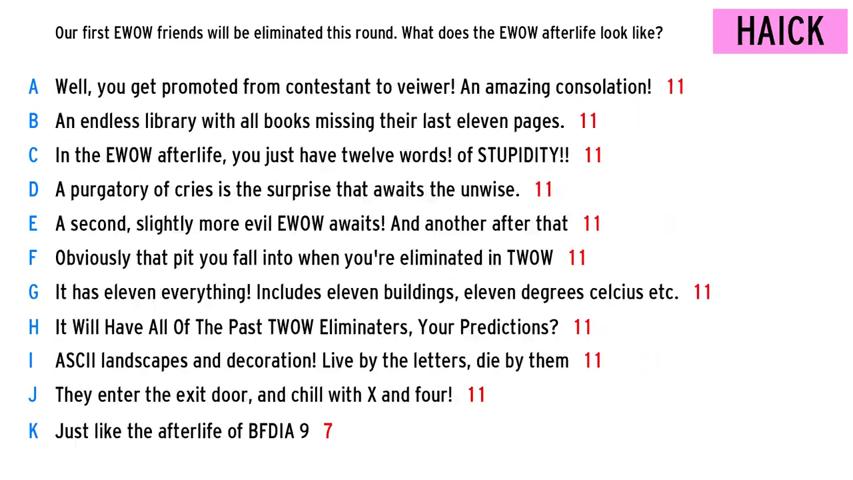 Our first EWOW friends will be eliminated this round. What does the EWOW afterlife look like?
HAICK
A Well, you get promoted from contestant to veiwer! An amazing consolation! 11
B An endless library with all books missing their last eleven pages. 11
C In the EWOW afterlife, you just have twelve words! of STUPIDITY!! 11
D A purgatory of cries is the surprise that awaits the unwise. 11
E A second, slightly more evil EWOW awaits! And another after that 11
F Obviously that pit you fall into when you're eliminated in TWOW 11
G It has eleven everything! Includes eleven buildings, eleven degrees celcius etc. 11
H It Will Have All Of The Past TWOW Eliminaters, Your Predictions? 11
I ASCII landscapes and decoration! Live by the letters, die by them 11
J They enter the exit door, and chill with X and four! 11
K Just like the afterlife of BFDIA 9 7